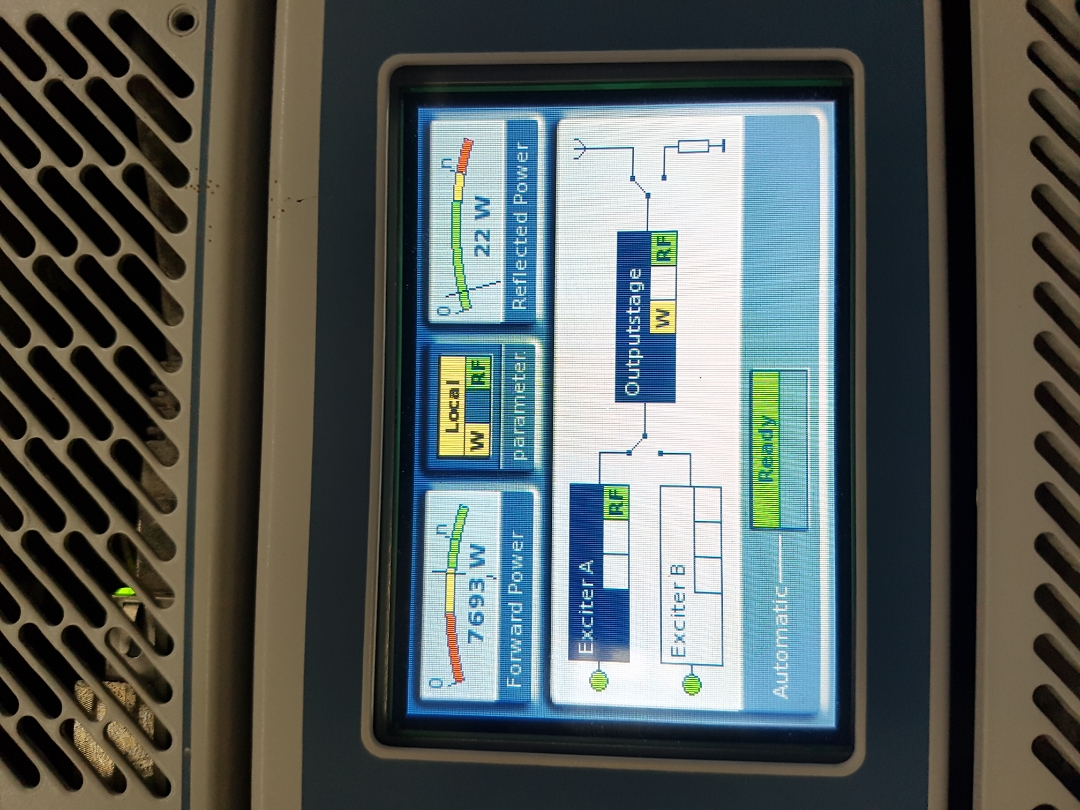 0 n
7693 W
Forward Power
Local
W RF
parameter.
0 n
22 W
Reflected Power
Exciter A
RF
Outputstage
W RF
Exciter B
Automatic
Ready